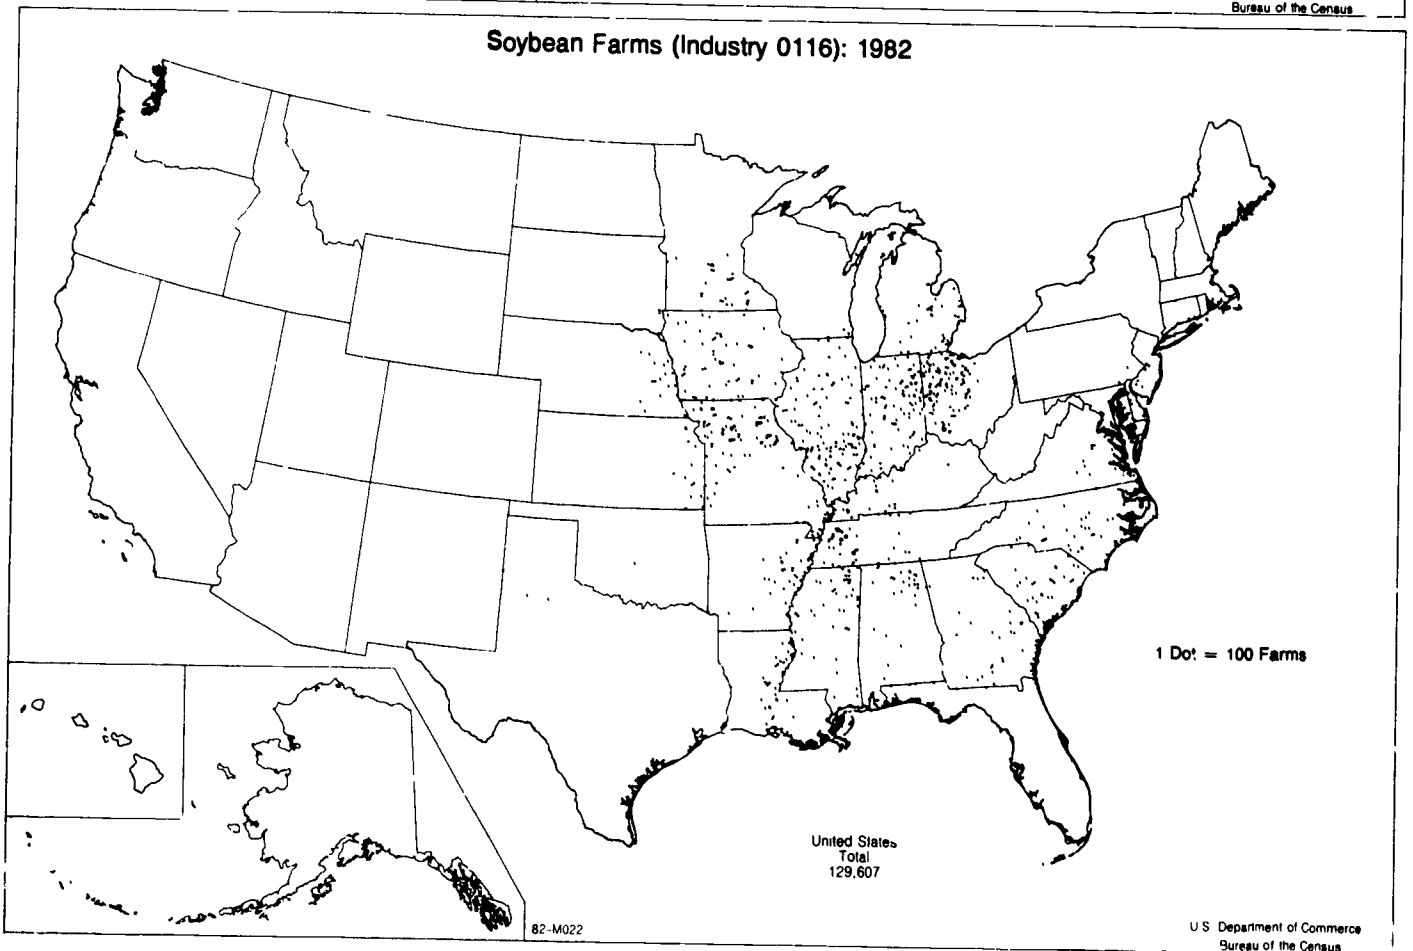 Bureau of the Census
Soybean Farms (Industry 0116): 1982
1 Dot = 100 Farms
United States
Total
129,607
82-M022
U S Department of Commerce
Bureau of the Census